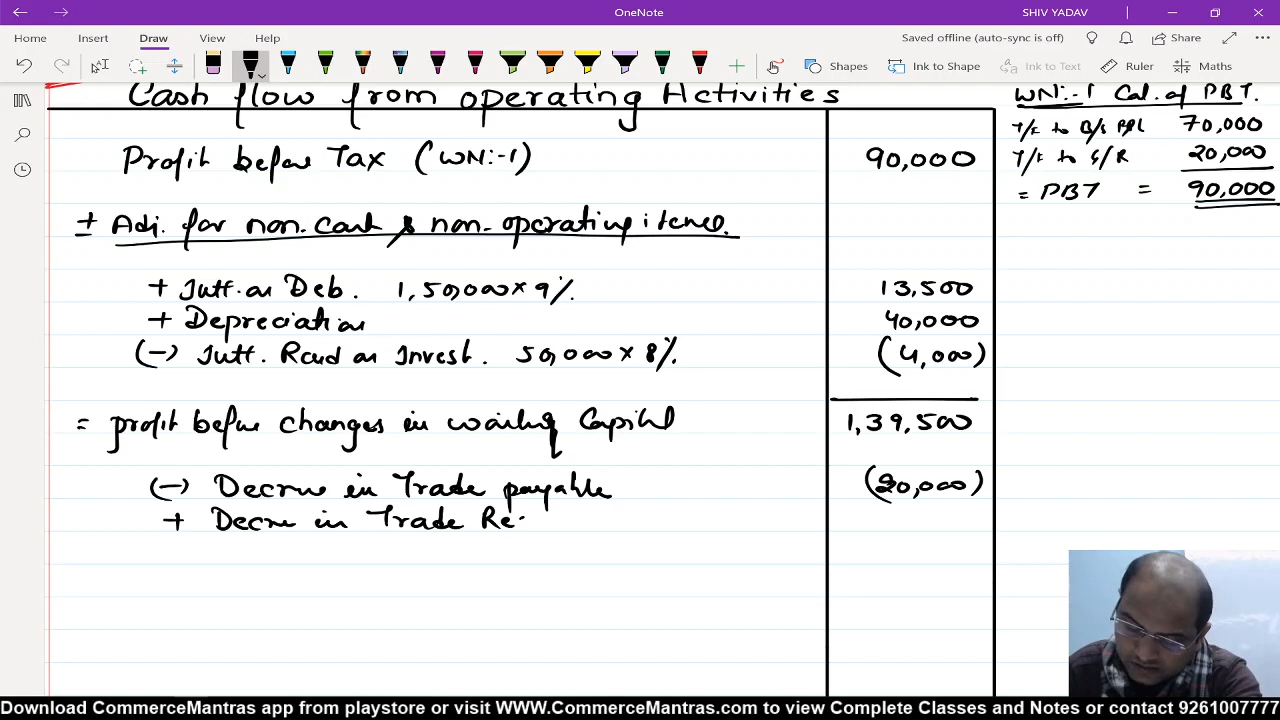 OneNote
SHIV YADAV
Home Insert Draw View Help
Saved offline (auto-sync is off)
Share
Shapes
Ink to Shape
Ink to Text
Ruler
Maths
Cash flow from operating Activities
Profit before Tax (WN:-1) 90,000
± Adj. for non-cash & non-operating items.
+ Intt. on Deb. 1,50,000 × 9% 13,500
+ Depreciation 40,000
(-) Intt. Recd on Invest. 50,000 × 8% (4,000)
= profit before changes in working Capital 1,39,500
(-) Decrease in Trade payable (20,000)
+ Decre in Trade Re
WN:-1 Cal. of PBT.
T/f to B/s P/L 70,000
T/f to G/R 20,000
= PBT = 90,000
Download CommerceMantras app from playstore or visit WWW.CommerceMantras.com to view Complete Classes and Notes or contact 9261007777